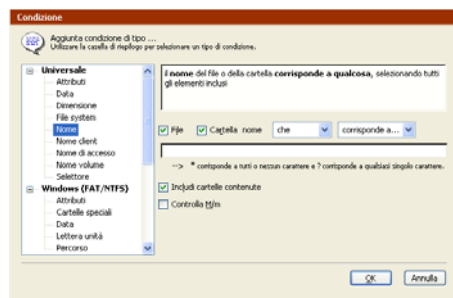 Condizione
Aggiunta condizione di tipo ...
Utilizzare la casella di riepilogo per selezionare un tipo di condizione.
Universale
Attributi
Data
Dimensione
File system
Nome
Nome client
Nome di accesso
Nome volume
Selettore
Windows (FAT/NTFS)
Attributi
Cartelle speciali
Data
Lettera unità
Percorso
il nome del file o della cartella corrisponde a qualcosa, selezionando tutti
gli elementi inclusi
File Cartella nome che corrisponde a...
--> * corrisponde a tutti o nessun carattere e ? corrisponde a qualsiasi singolo carattere.
Includi cartelle contenute
Controlla M/m
OK Annulla